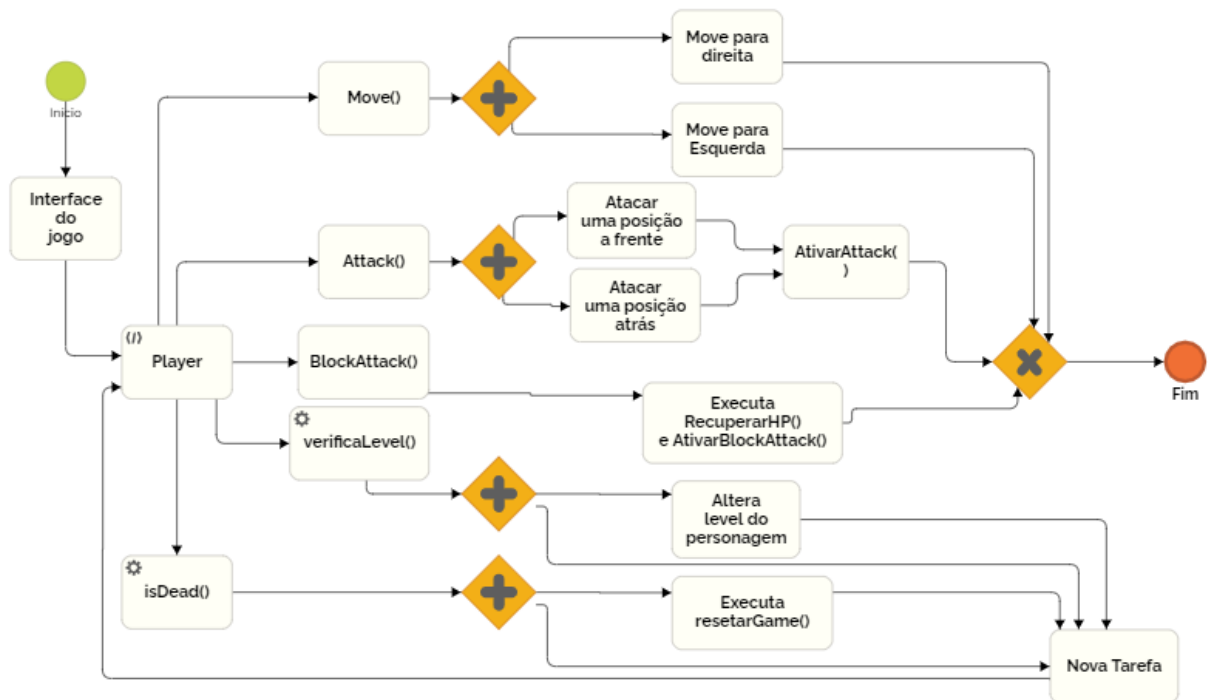 Início
Interface
do
jogo
Player
Move()
Move para
direita
Move para
Esquerda
Attack()
Atacar
uma posição
a frente
Atacar
uma posição
atrás
AtivarAttack(
)
BlockAttack()
Executa
RecuperarHP()
e AtivarBlockAttack()
Fim
verificaLevel()
Altera
level do
personagem
isDead()
Executa
resetarGame()
Nova Tarefa